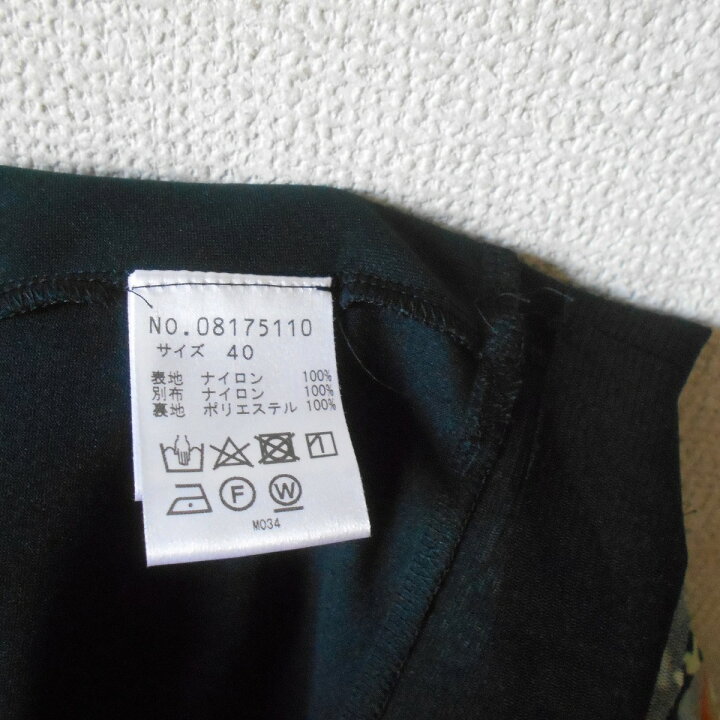 No.08175110
サイズ 40
表地 ナイロン 100%
別布 ナイロン 100%
裏地 ポリエステル 100%
F W
M034